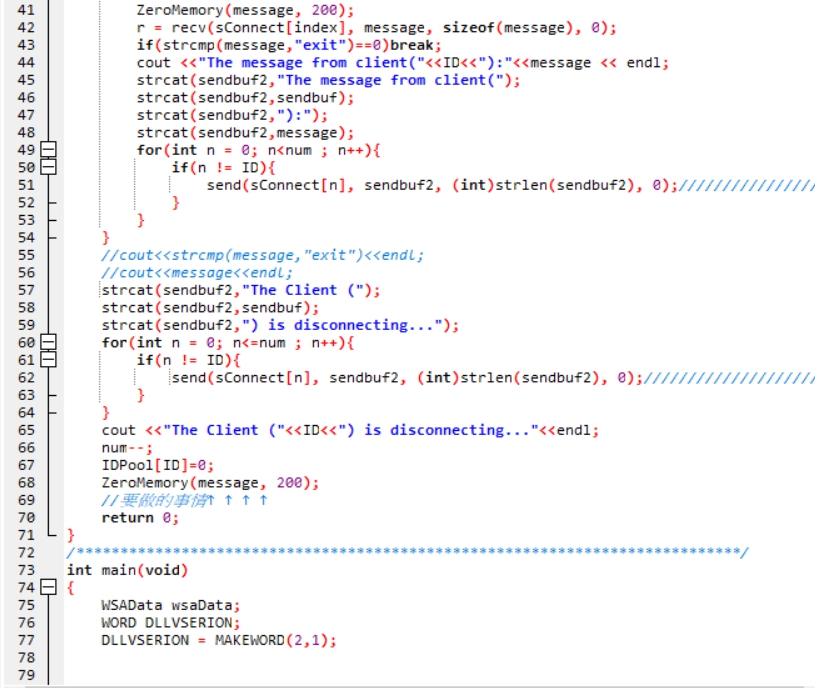 41 ZeroMemory(message, 200);
42 r = recv(sConnect[index], message, sizeof(message), 0);
43 if(strcmp(message,"exit")==0)break;
44 cout <<"The message from client("<<ID<<"):"<<message << endl;
45 strcat(sendbuf2,"The message from client(");
46 strcat(sendbuf2,sendbuf);
47 strcat(sendbuf2,"):");
48 strcat(sendbuf2,message);
49 for(int n = 0; n<num ; n++){
50 if(n != ID){
51 send(sConnect[n], sendbuf2, (int)strlen(sendbuf2), 0);////////////////
52 }
53 }
54 }
55 //cout<<strcmp(message,"exit")<<endl;
56 //cout<<message<<endl;
57 strcat(sendbuf2,"The Client (");
58 strcat(sendbuf2,sendbuf);
59 strcat(sendbuf2,") is disconnecting...");
60 for(int n = 0; n<=num ; n++){
61 if(n != ID){
62 send(sConnect[n], sendbuf2, (int)strlen(sendbuf2), 0);////////////////////
63 }
64 }
65 cout <<"The Client ("<<ID<<") is disconnecting..."<<endl;
66 num--;
67 IDPool[ID]=0;
68 ZeroMemory(message, 200);
69 //要做的事情↑ ↑ ↑ ↑
70 return 0;
71 }
72 /****************************************************************************/
73 int main(void)
74 {
75 WSAData wsaData;
76 WORD DLLVSERION;
77 DLLVSERION = MAKEWORD(2,1);
78
79